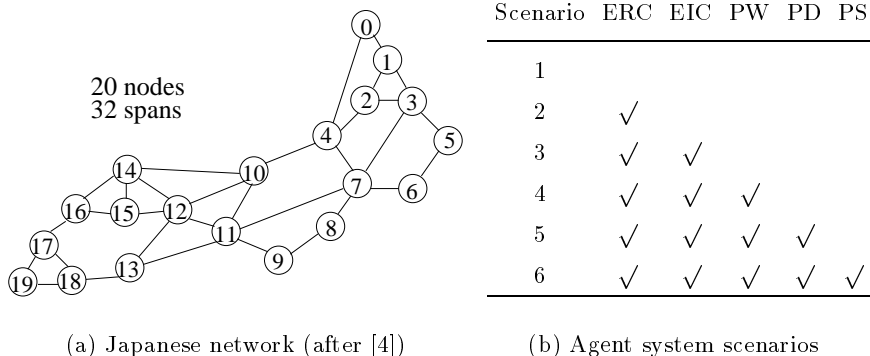 20 nodes
32 spans
0
1
2
3
4
5
6
7
8
9
10
11
12
13
14
15
16
17
18
19
(a) Japanese network (after [4])
Scenario ERC EIC PW PD PS
1
2 √
3 √ √
4 √ √ √
5 √ √ √ √
6 √ √ √ √ √
(b) Agent system scenarios